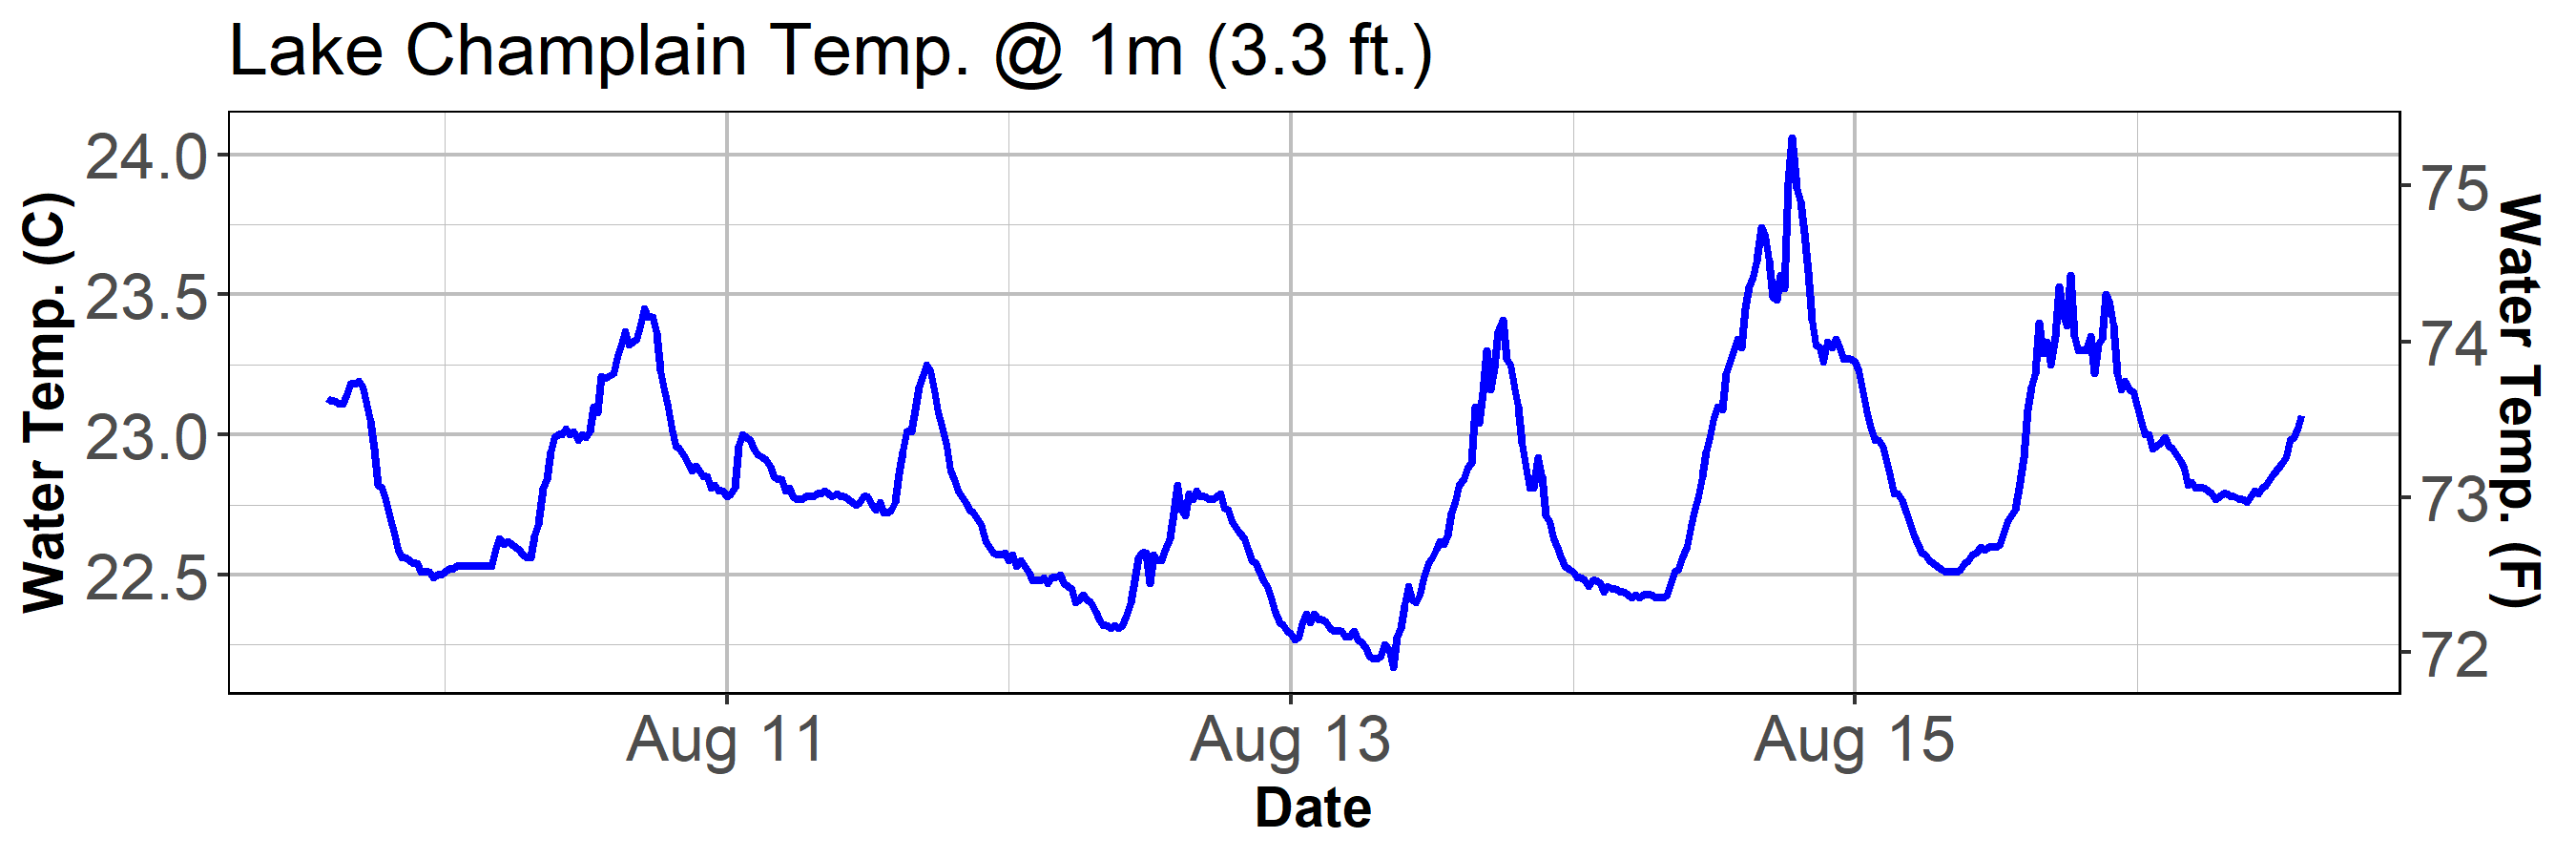 Lake Champlain Temp. @ 1m (3.3 ft.)
Water Temp. (C)
24.0
23.5
23.0
22.5
75
74
73
72
Water Temp. (F)
Aug 11
Aug 13
Aug 15
Date